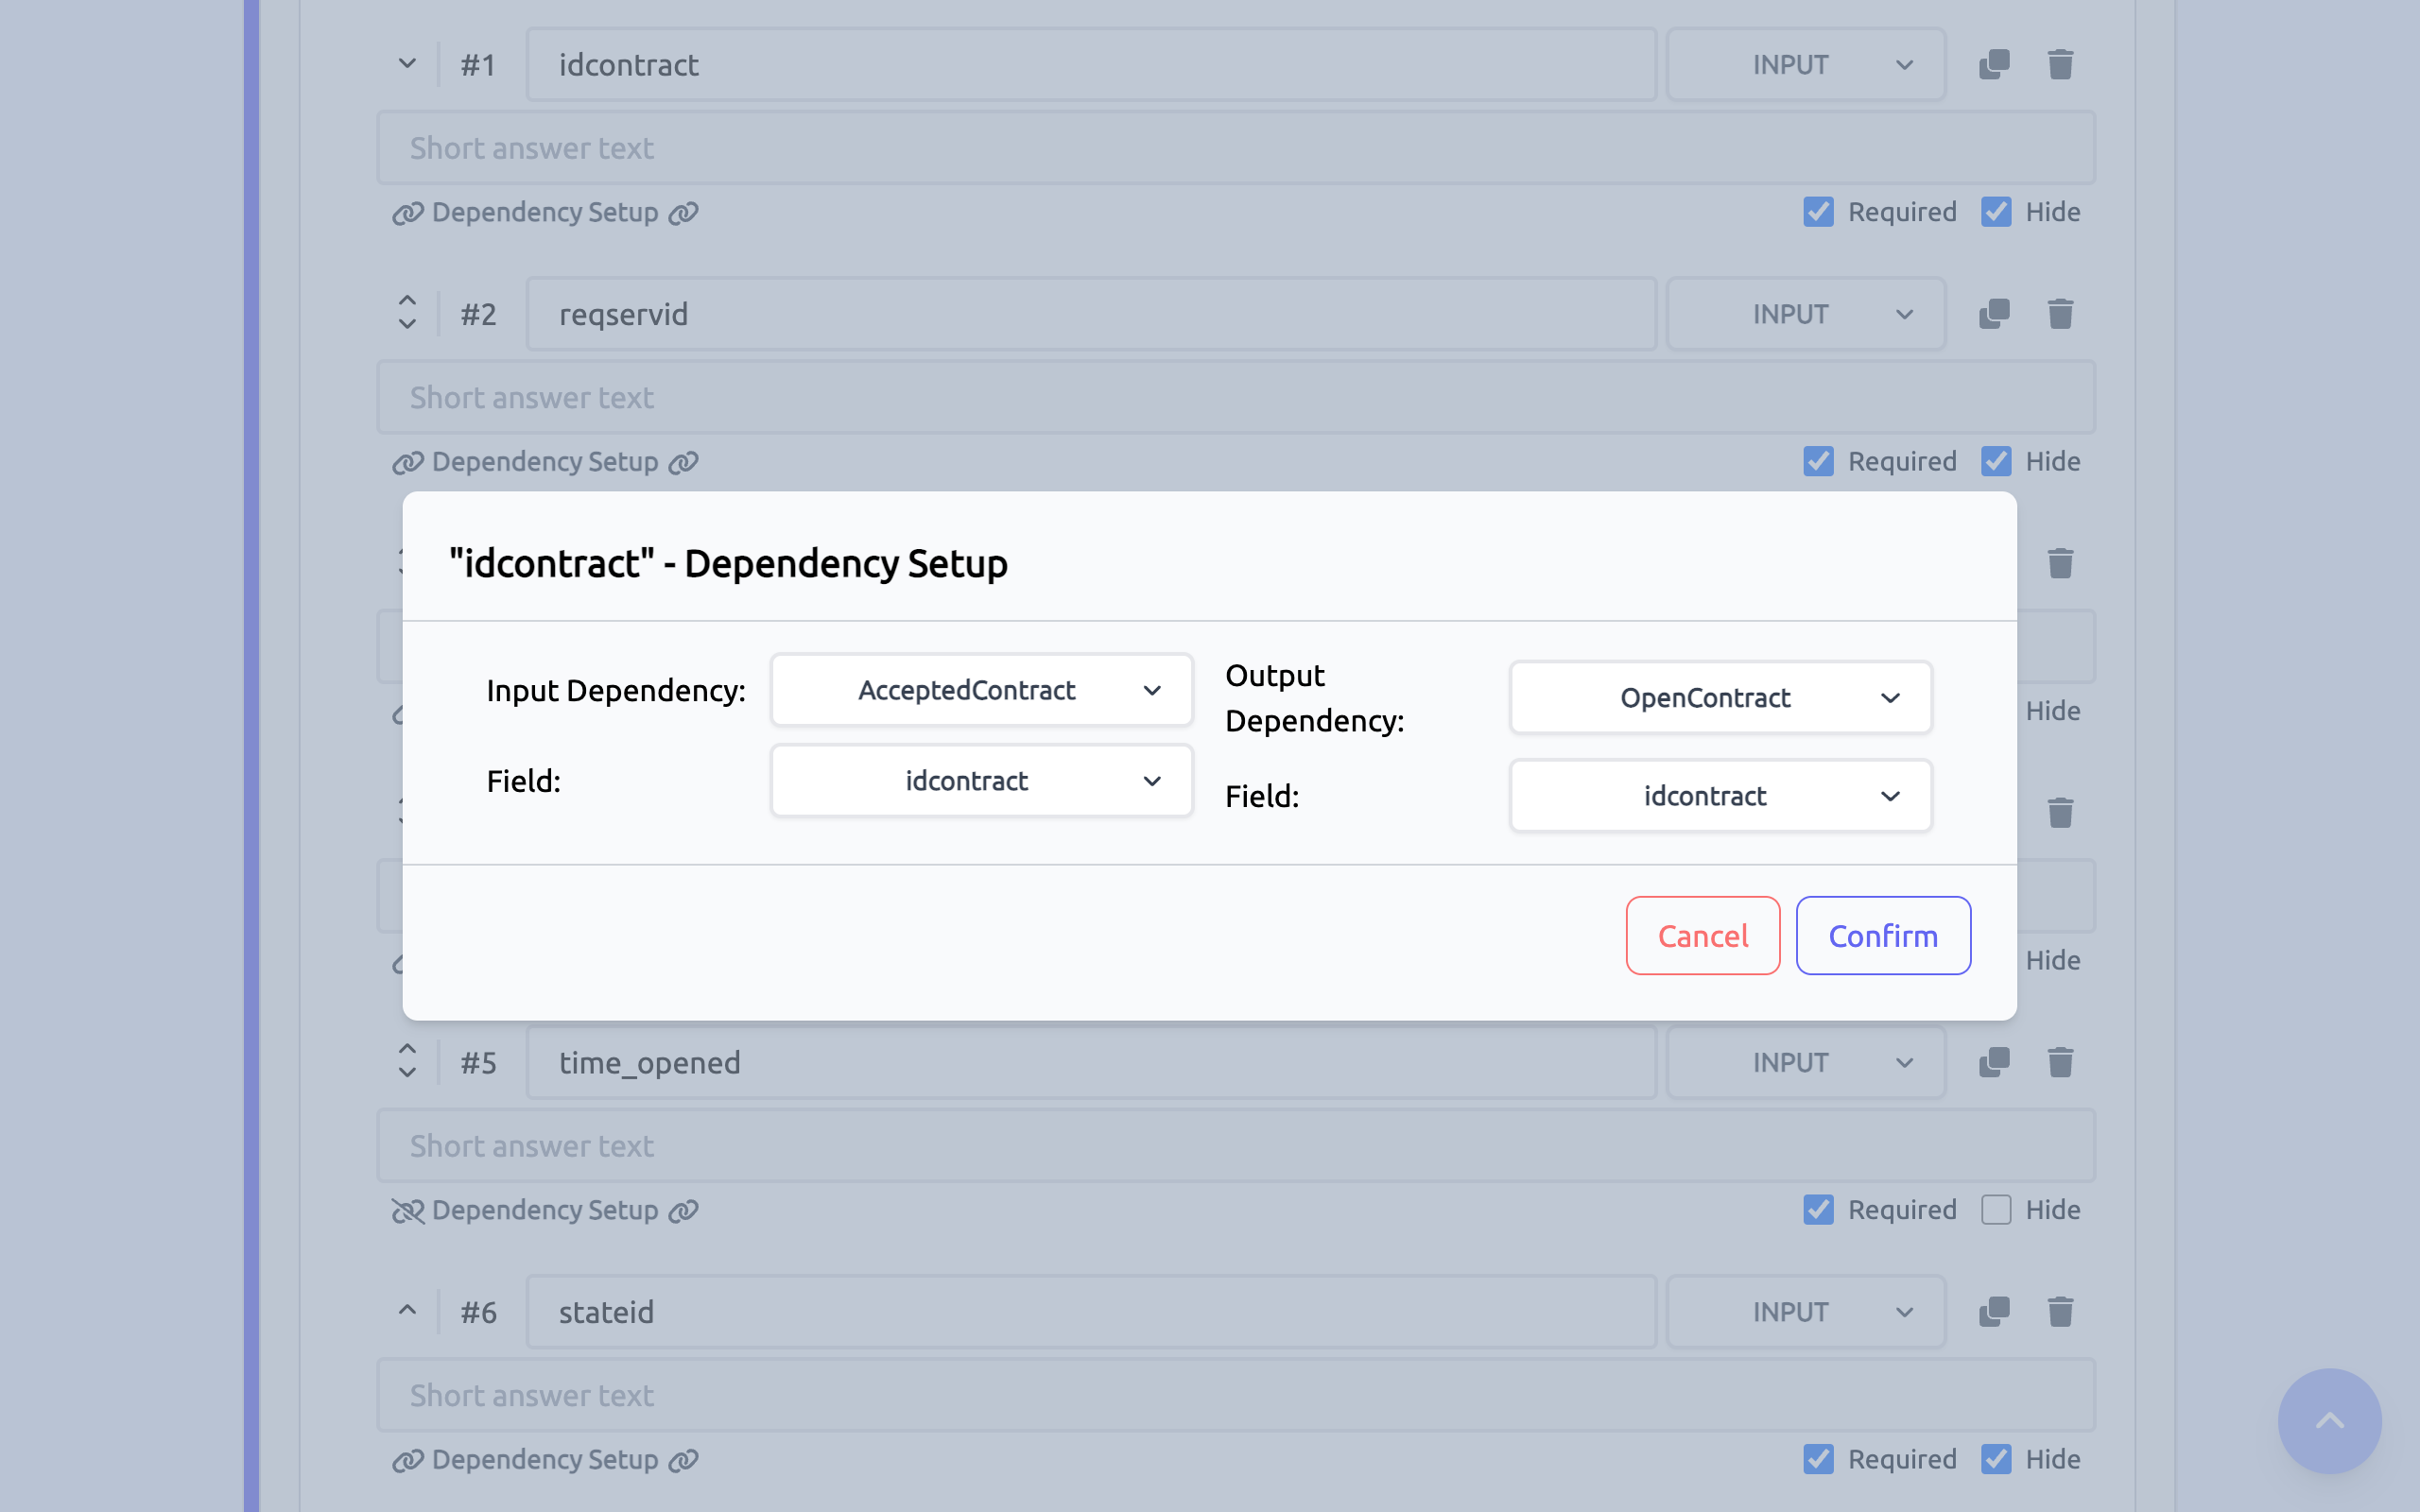 #1 idcontract INPUT
Short answer text
Dependency Setup Required Hide
#2 reqservid INPUT
Short answer text
Dependency Setup Required Hide
"idcontract" - Dependency Setup
Input Dependency: AcceptedContract Output Dependency: OpenContract
Hide
Field: idcontract Field: idcontract
Cancel Confirm
Hide
#5 time_opened INPUT
Short answer text
Dependency Setup Required Hide
#6 stateid INPUT
Short answer text
Dependency Setup Required Hide